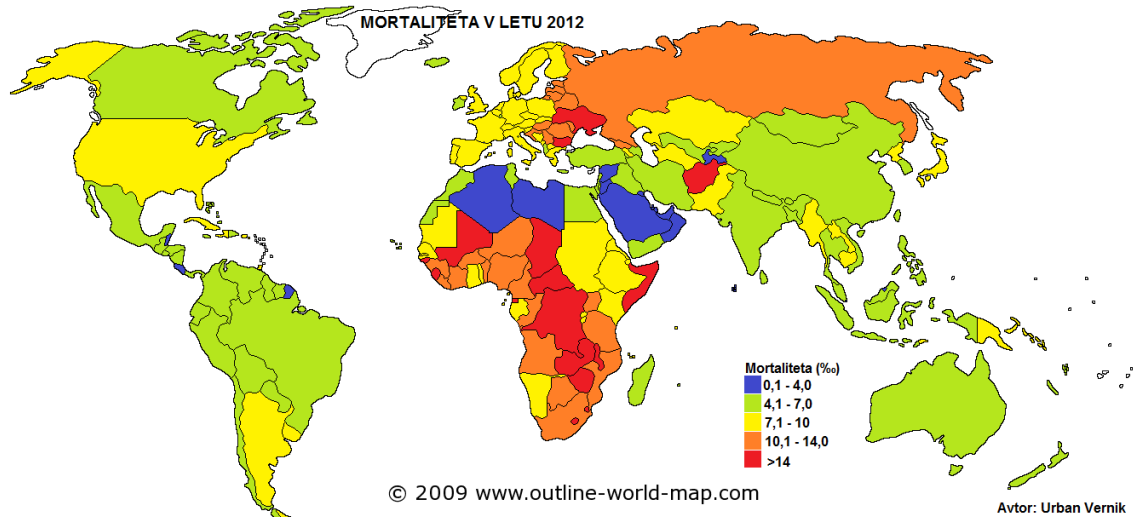 MORTALITETA V LETU 2012
Mortaliteta (‰)
0,1 - 4,0
4,1 - 7,0
7,1 - 10
10,1 - 14,0
>14
© 2009 www.outline-world-map.com
Avtor: Urban Vernik